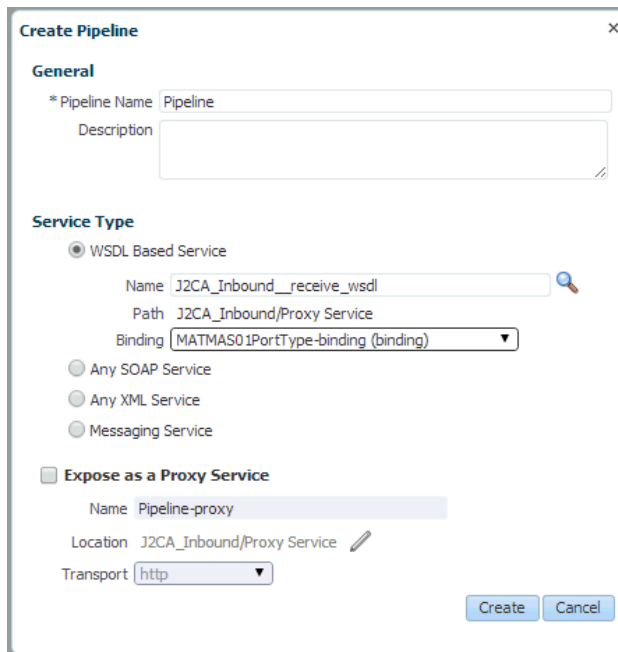 Create Pipeline
General
* Pipeline Name Pipeline
Description
Service Type
WSDL Based Service
Name J2CA_Inbound__receive_wsdl
Path J2CA_Inbound/Proxy Service
Binding MATMAS01PortType-binding (binding)
Any SOAP Service
Any XML Service
Messaging Service
Expose as a Proxy Service
Name Pipeline-proxy
Location J2CA_Inbound/Proxy Service
Transport http
Create Cancel